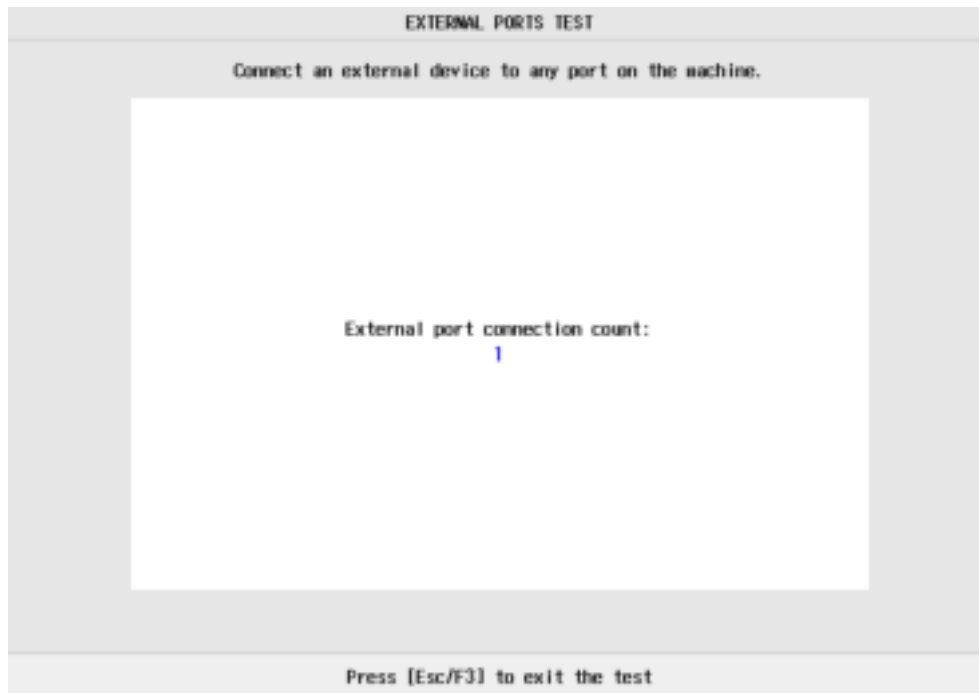 EXTERNAL PORTS TEST
Connect an external device to any port on the machine.
External port connection count:
1
Press [Esc/F3] to exit the test